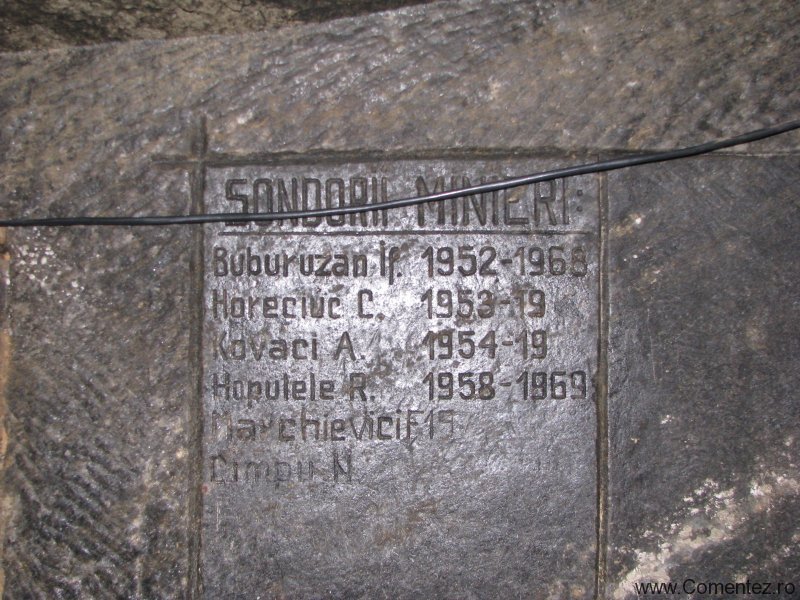 SONDORII MINIERI:
Buburuzan If. 1952-1968
Horeciuc C. 1953-19
Kovaci A. 1954-19
Hopulele R. 1958-1969
Marchievici F 19
Cimpu N
www.Comentez.ro